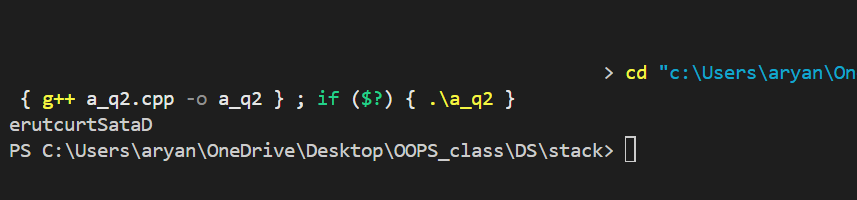 > cd "c:\Users\aryan\On
{ g++ a_q2.cpp -o a_q2 } ; if ($?) { .\a_q2 }
erutcurtSataD
PS C:\Users\aryan\OneDrive\Desktop\OOPS_class\DS\stack>